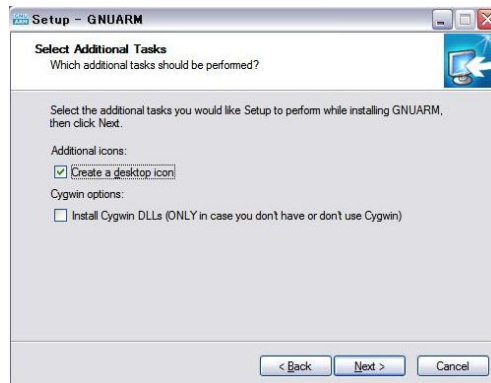 Setup - GNUARM
Select Additional Tasks
Which additional tasks should be performed?
Select the additional tasks you would like Setup to perform while installing GNUARM,
then click Next.
Additional icons:
Create a desktop icon
Cygwin options:
Install Cygwin DLLs (ONLY in case you don't have or don't use Cygwin)
< Back
Next >
Cancel